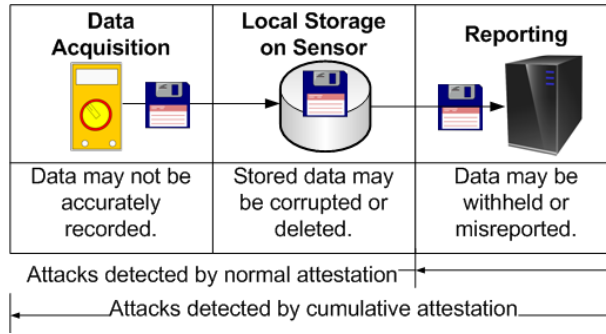 Data
Acquisition
Local Storage
on Sensor
Reporting
Data may not be
accurately
recorded.
Stored data may
be corrupted or
deleted.
Data may be
withheld or
misreported.
Attacks detected by normal attestation
Attacks detected by cumulative attestation